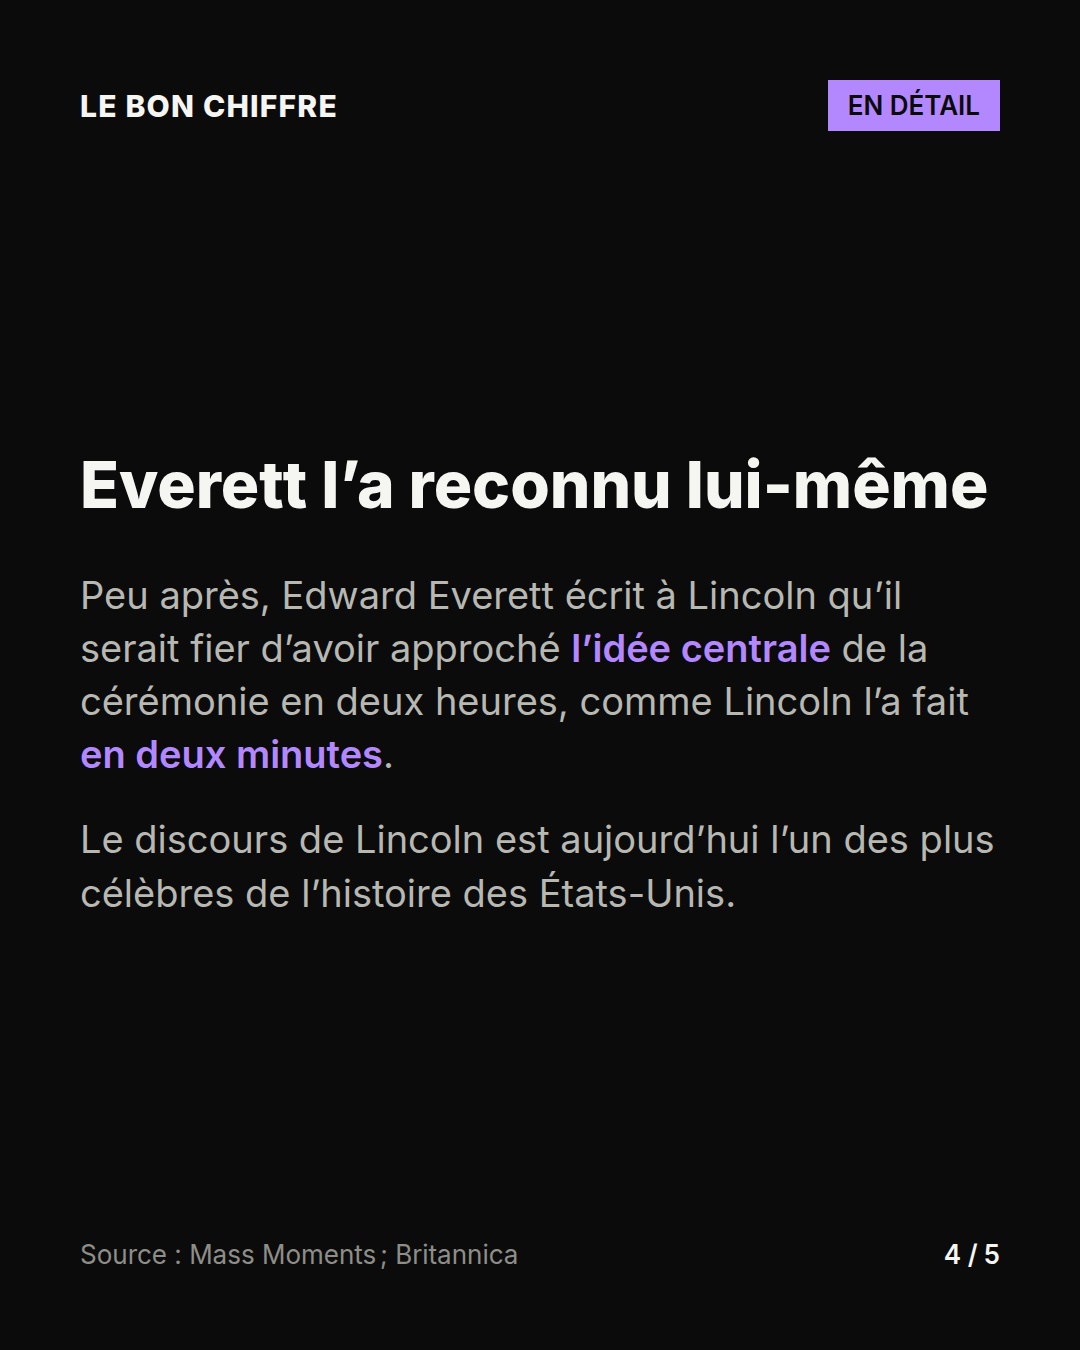 LE BON CHIFFRE
EN DÉTAIL
Everett l’a reconnu lui-même
Peu après, Edward Everett écrit à Lincoln qu’il
serait fier d’avoir approché l’idée centrale de la
cérémonie en deux heures, comme Lincoln l’a fait
en deux minutes.
Le discours de Lincoln est aujourd’hui l’un des plus
célèbres de l’histoire des États-Unis.
Source : Mass Moments ; Britannica
4 / 5